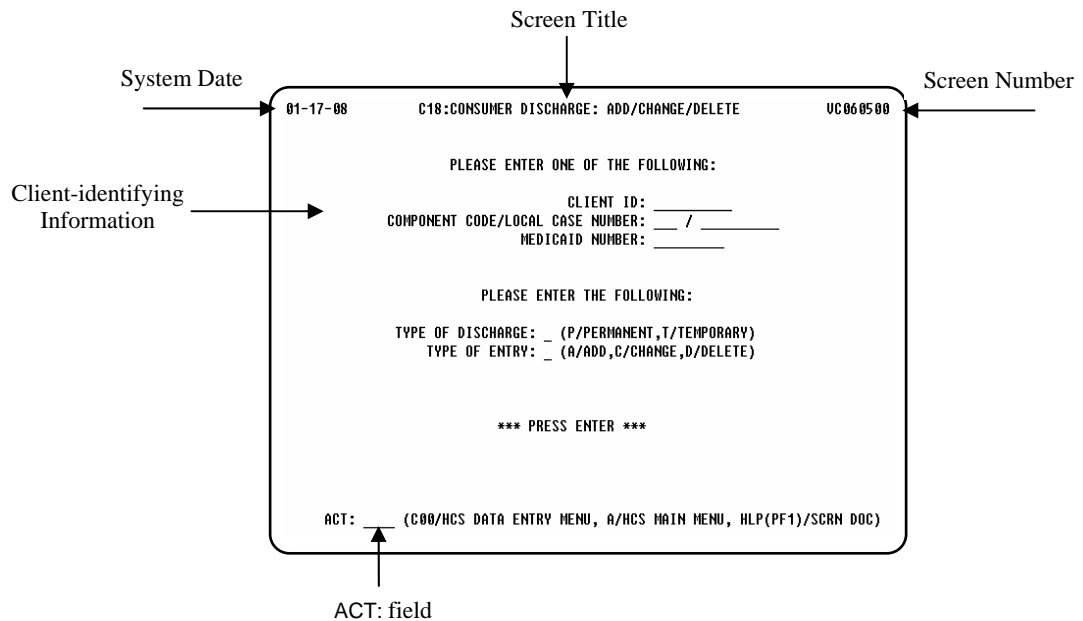 Screen Title
System Date
Screen Number
01-17-08 C18:CONSUMER DISCHARGE: ADD/CHANGE/DELETE VC060500
PLEASE ENTER ONE OF THE FOLLOWING:
Client-identifying
Information
CLIENT ID: _________
COMPONENT CODE/LOCAL CASE NUMBER: ___ / __________
MEDICAID NUMBER: _________
PLEASE ENTER THE FOLLOWING:
TYPE OF DISCHARGE: _ (P/PERMANENT,T/TEMPORARY)
TYPE OF ENTRY: _ (A/ADD,C/CHANGE,D/DELETE)
*** PRESS ENTER ***
ACT: ____ (C00/HCS DATA ENTRY MENU, A/HCS MAIN MENU, HLP(PF1)/SCRN DOC)
ACT: field